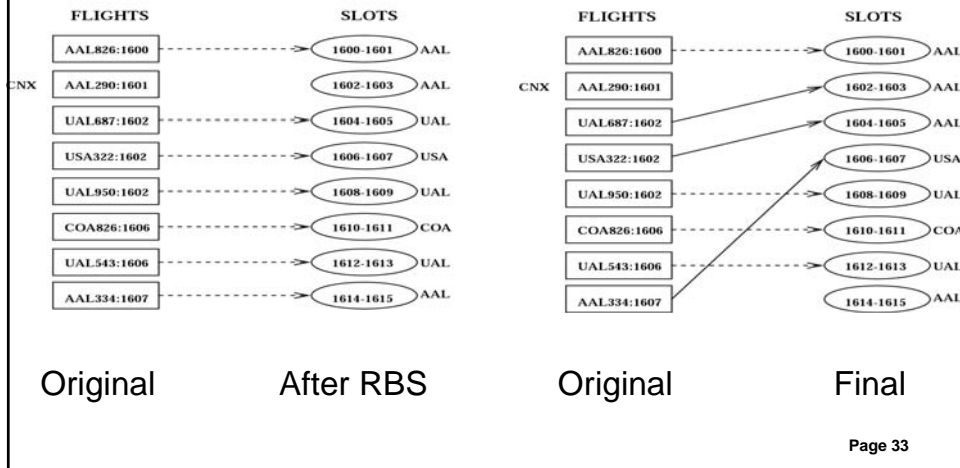 FLIGHTS
SLOTS
AAL826:1600
1600-1601
AAL
CNX
AAL290:1601
1602-1603
AAL
UAL687:1602
1604-1605
UAL
USA322:1602
1606-1607
USA
UAL950:1602
1608-1609
UAL
COA826:1606
1610-1611
COA
UAL543:1606
1612-1613
UAL
AAL334:1607
1614-1615
AAL
Original
After RBS
FLIGHTS
SLOTS
AAL826:1600
1600-1601
AAL
CNX
AAL290:1601
1602-1603
AAL
UAL687:1602
1604-1605
AAL
USA322:1602
1606-1607
USA
UAL950:1602
1608-1609
UAL
COA826:1606
1610-1611
COA
UAL543:1606
1612-1613
UAL
AAL334:1607
1614-1615
AAL
Original
Final
Page 33